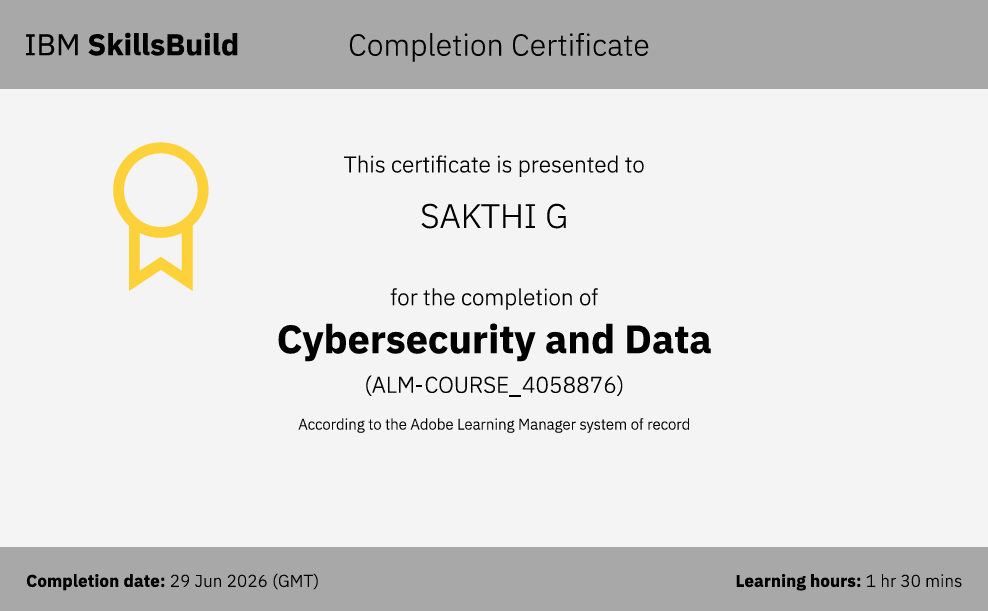 IBM SkillsBuild
Completion Certificate
This certificate is presented to
SAKTHI G
for the completion of
Cybersecurity and Data
(ALM-COURSE_4058876)
According to the Adobe Learning Manager system of record
Completion date: 29 Jun 2026 (GMT)
Learning hours: 1 hr 30 mins